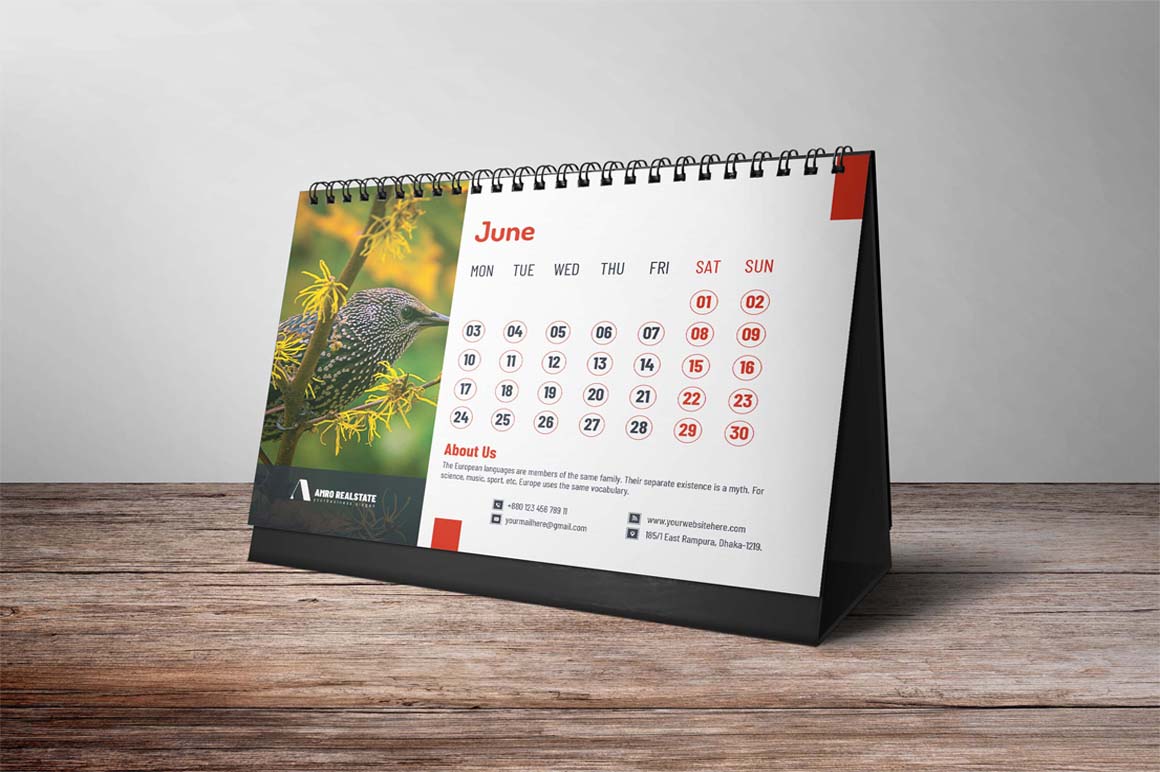 June
MON TUE WED THU FRI SAT SUN
01 02
03 04 05 06 07 08 09
10 11 12 13 14 15 16
17 18 19 20 21 22 23
24 25 26 27 28 29 30
About Us
The European languages are members of the same family. Their separate existence is a myth. For
science, music, sport, etc. Europe uses the same vocabulary.
+880 123 456 789 11
yourmailhere@gmail.com
www.yourwebsitehere.com
185/1 East Rampura, Dhaka-1219.
AMRO REALSTATE
yourbusiness slogan